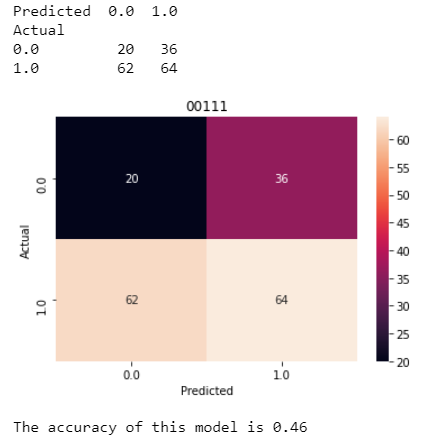 Predicted 0.0 1.0
Actual
0.0 20 36
1.0 62 64
00111
60
55
50
45
40
35
30
25
20
0.0
20 36
Actual
1.0
62 64
0.0 1.0
Predicted
The accuracy of this model is 0.46